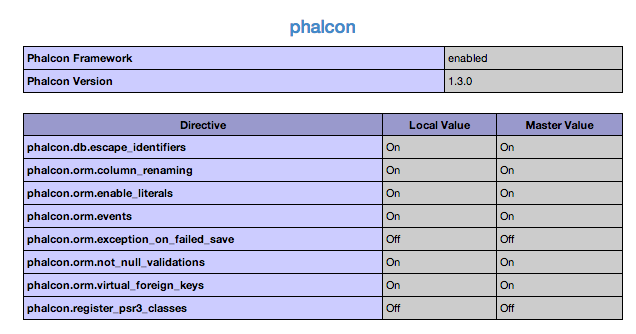 phalcon
Phalcon Framework enabled
Phalcon Version 1.3.0
Directive Local Value Master Value
phalcon.db.escape_identifiers On On
phalcon.orm.column_renaming On On
phalcon.orm.enable_literals On On
phalcon.orm.events On On
phalcon.orm.exception_on_failed_save Off Off
phalcon.orm.not_null_validations On On
phalcon.orm.virtual_foreign_keys On On
phalcon.register_psr3_classes Off Off